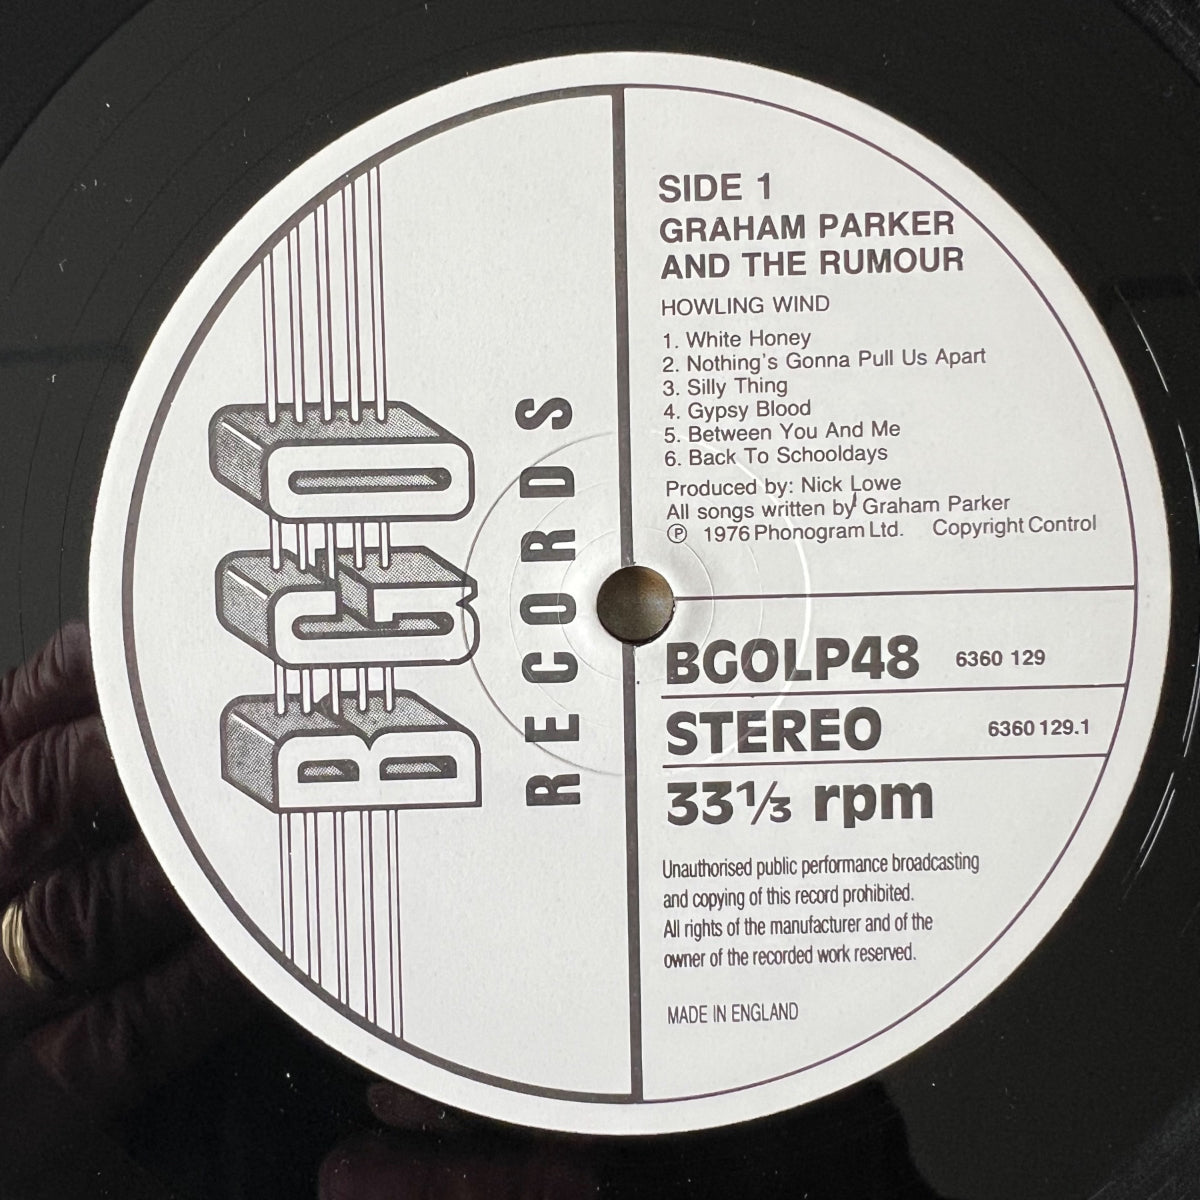 BGO
RECORDS
SIDE 1
GRAHAM PARKER
AND THE RUMOUR
HOWLING WIND
1. White Honey
2. Nothing's Gonna Pull Us Apart
3. Silly Thing
4. Gypsy Blood
5. Between You And Me
6. Back To Schooldays
Produced by: Nick Lowe
All songs written by Graham Parker
℗ 1976 Phonogram Ltd. Copyright Control
BGOLP48 6360 129
STEREO 6360 129.1
33⅓ rpm
Unauthorised public performance broadcasting
and copying of this record prohibited.
All rights of the manufacturer and of the
owner of the recorded work reserved.
MADE IN ENGLAND